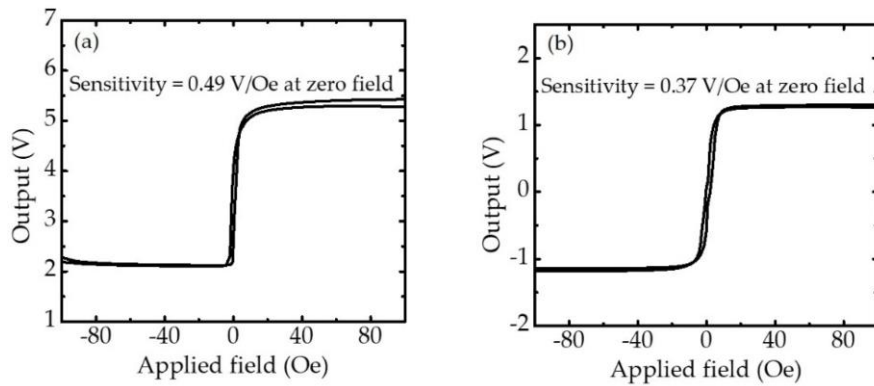 (a)
Sensitivity = 0.49 V/Oe at zero field
7
6
5
4
3
2
1
Output (V)
-80 -40 0 40 80
Applied field (Oe)
(b)
Sensitivity = 0.37 V/Oe at zero field
2
1
0
-1
-2
Output (V)
-80 -40 0 40 80
Applied field (Oe)